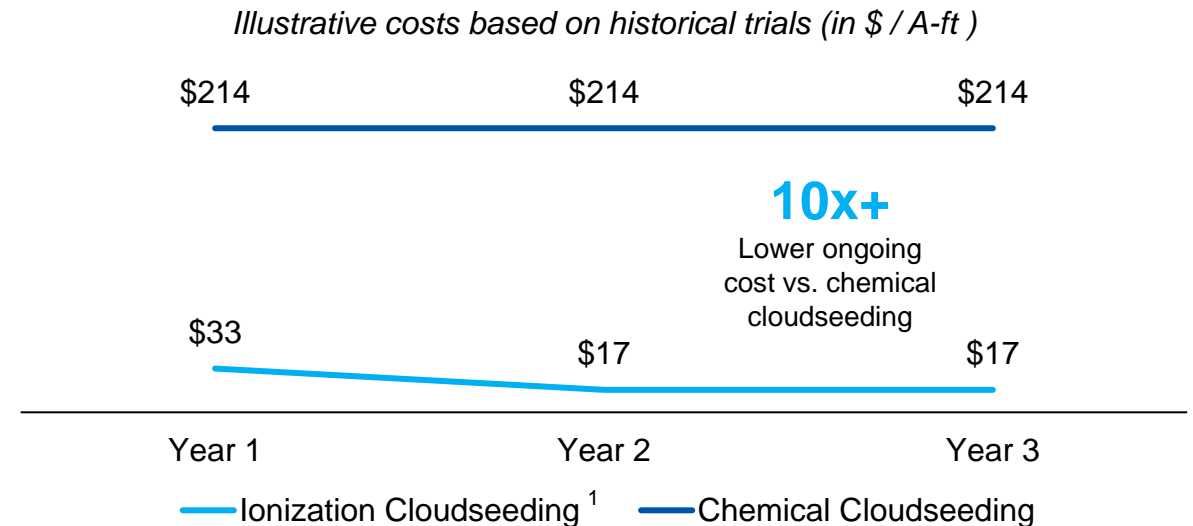 Illustrative costs based on historical trials (in $ / A-ft )
$214 $214 $214
10x+
Lower ongoing
cost vs. chemical
cloudseeding
$33 $17 $17
Year 1 Year 2 Year 3
Ionization Cloudseeding 1 Chemical Cloudseeding